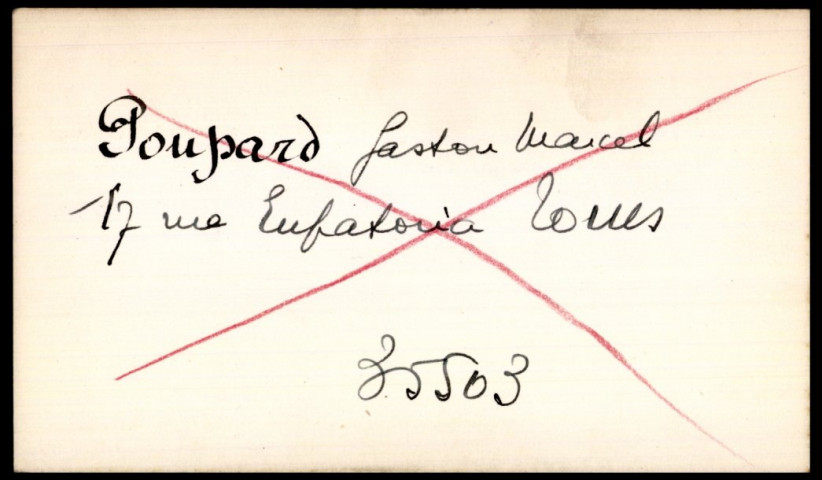 Poupard Gaston Marcel
17 rue Eupatoria Tours
35503